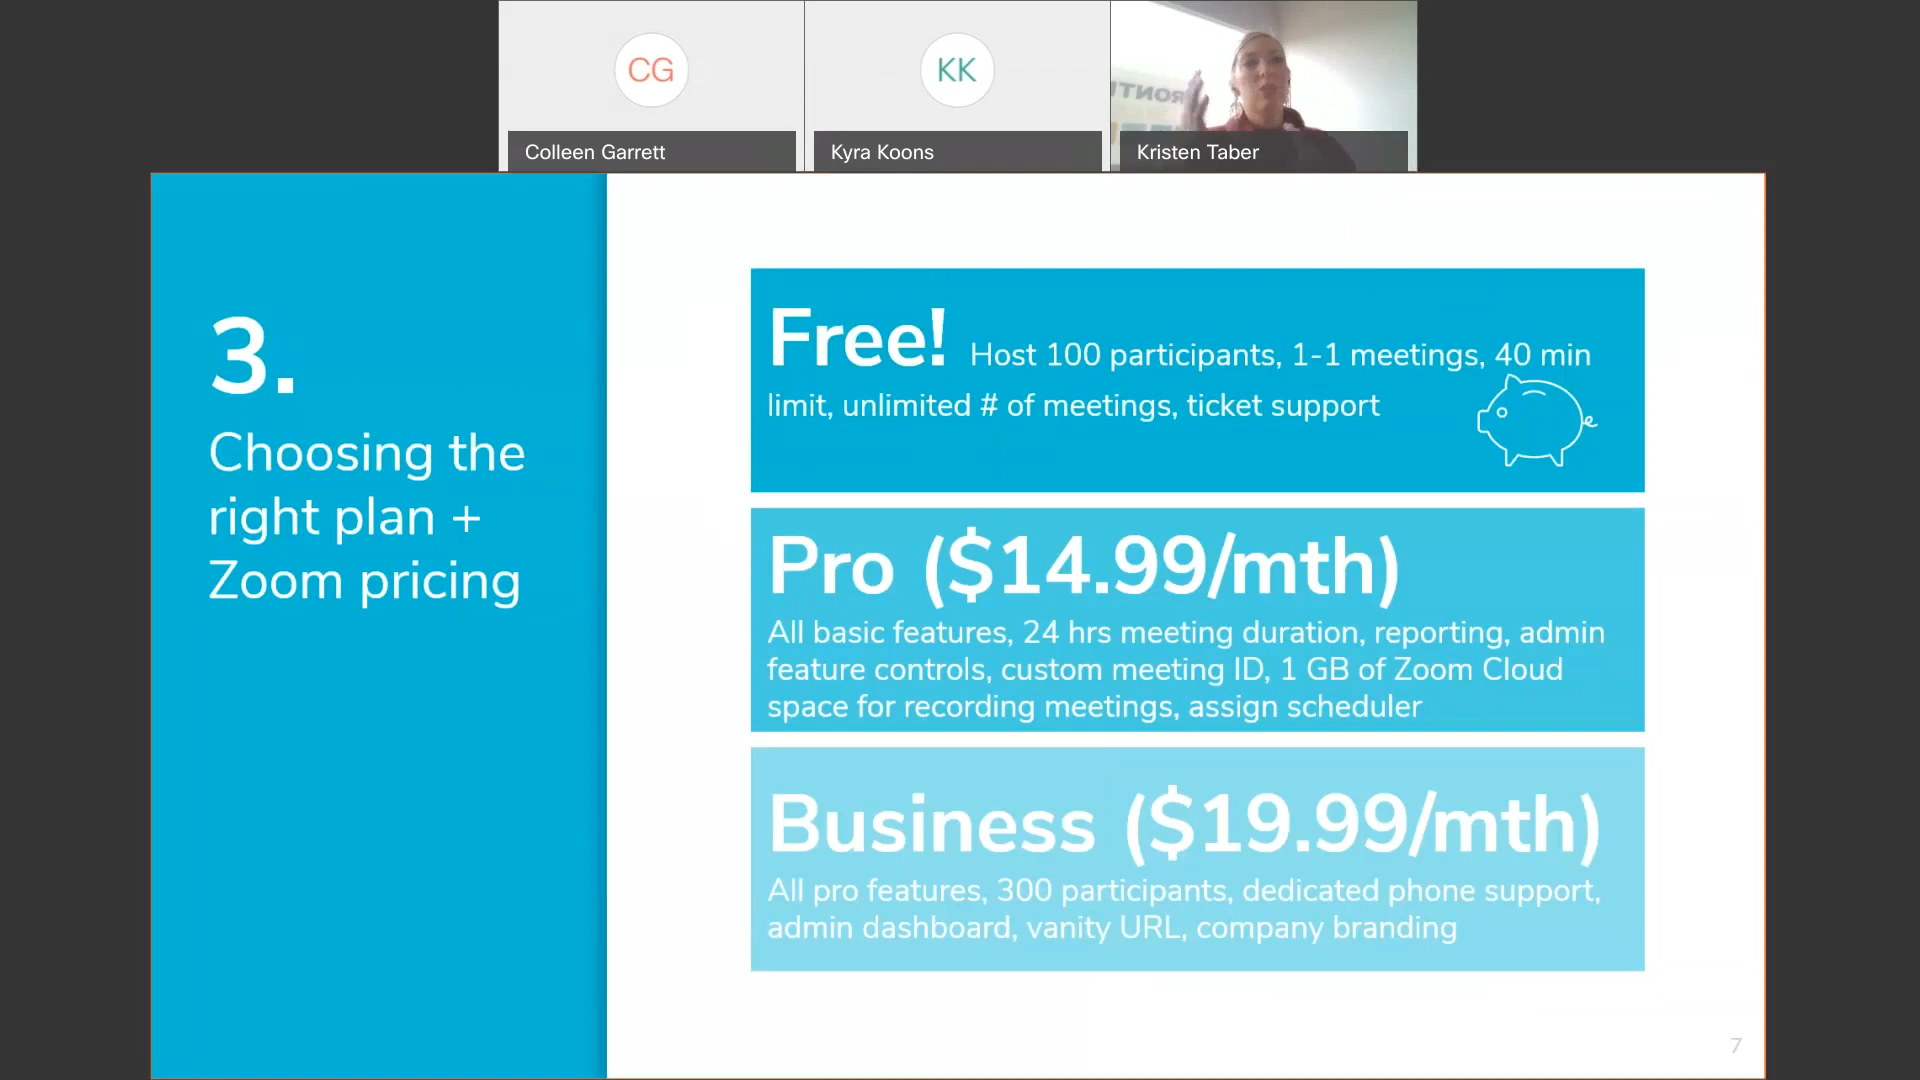 CG
KK
Colleen Garrett
Kyra Koons
Kristen Taber
3.
Choosing the
right plan +
Zoom pricing
Free! Host 100 participants, 1-1 meetings, 40 min
limit, unlimited # of meetings, ticket support
Pro ($14.99/mth)
All basic features, 24 hrs meeting duration, reporting, admin
feature controls, custom meeting ID, 1 GB of Zoom Cloud
space for recording meetings, assign scheduler
Business ($19.99/mth)
All pro features, 300 participants, dedicated phone support,
admin dashboard, vanity URL, company branding
7